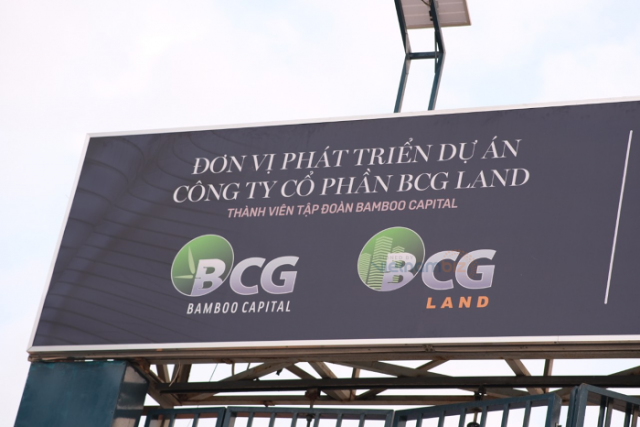 ĐƠN VỊ PHÁT TRIỂN DỰ ÁN
CÔNG TY CỔ PHẦN BCG LAND
THÀNH VIÊN TẬP ĐOÀN BAMBOO CAPITAL
BCG
BAMBOO CAPITAL
BCG
LAND